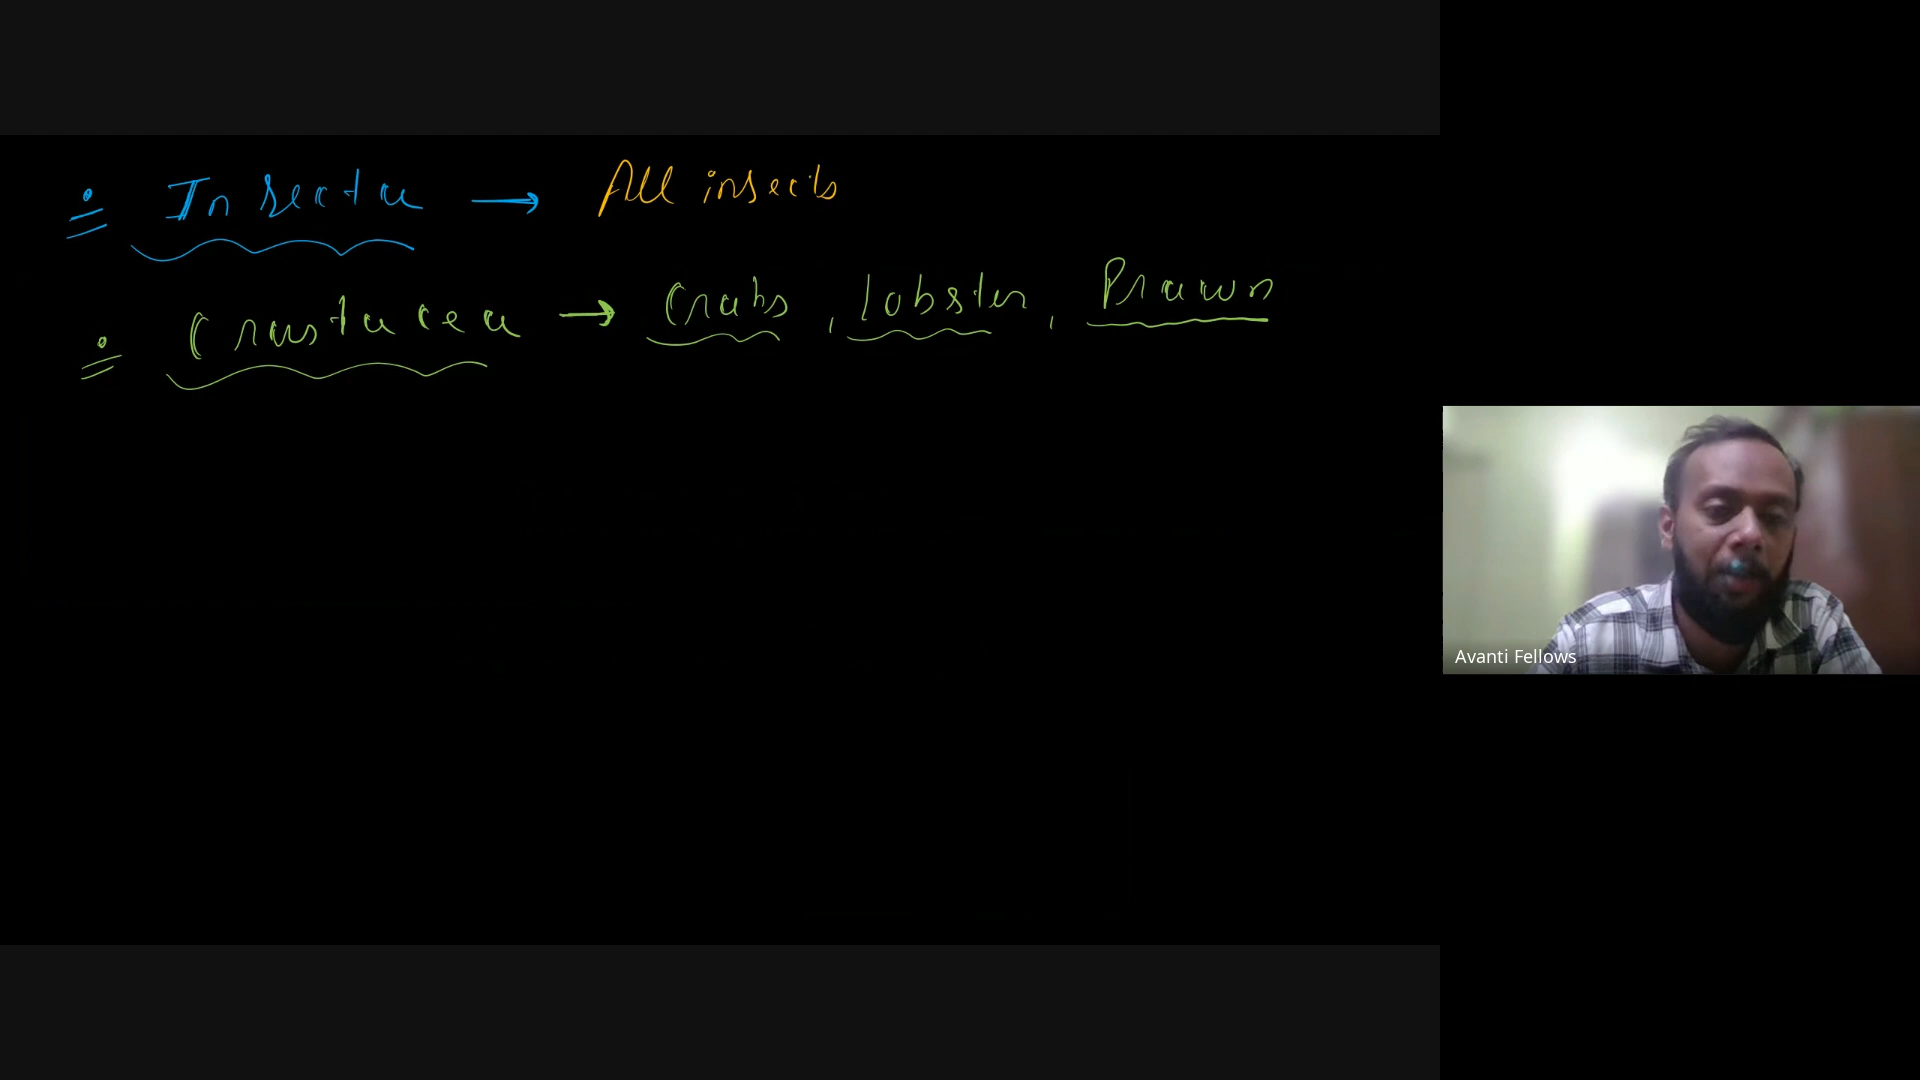 Insecta → All insects
Crustacea → Crabs, lobster, Prawn
Avanti Fellows